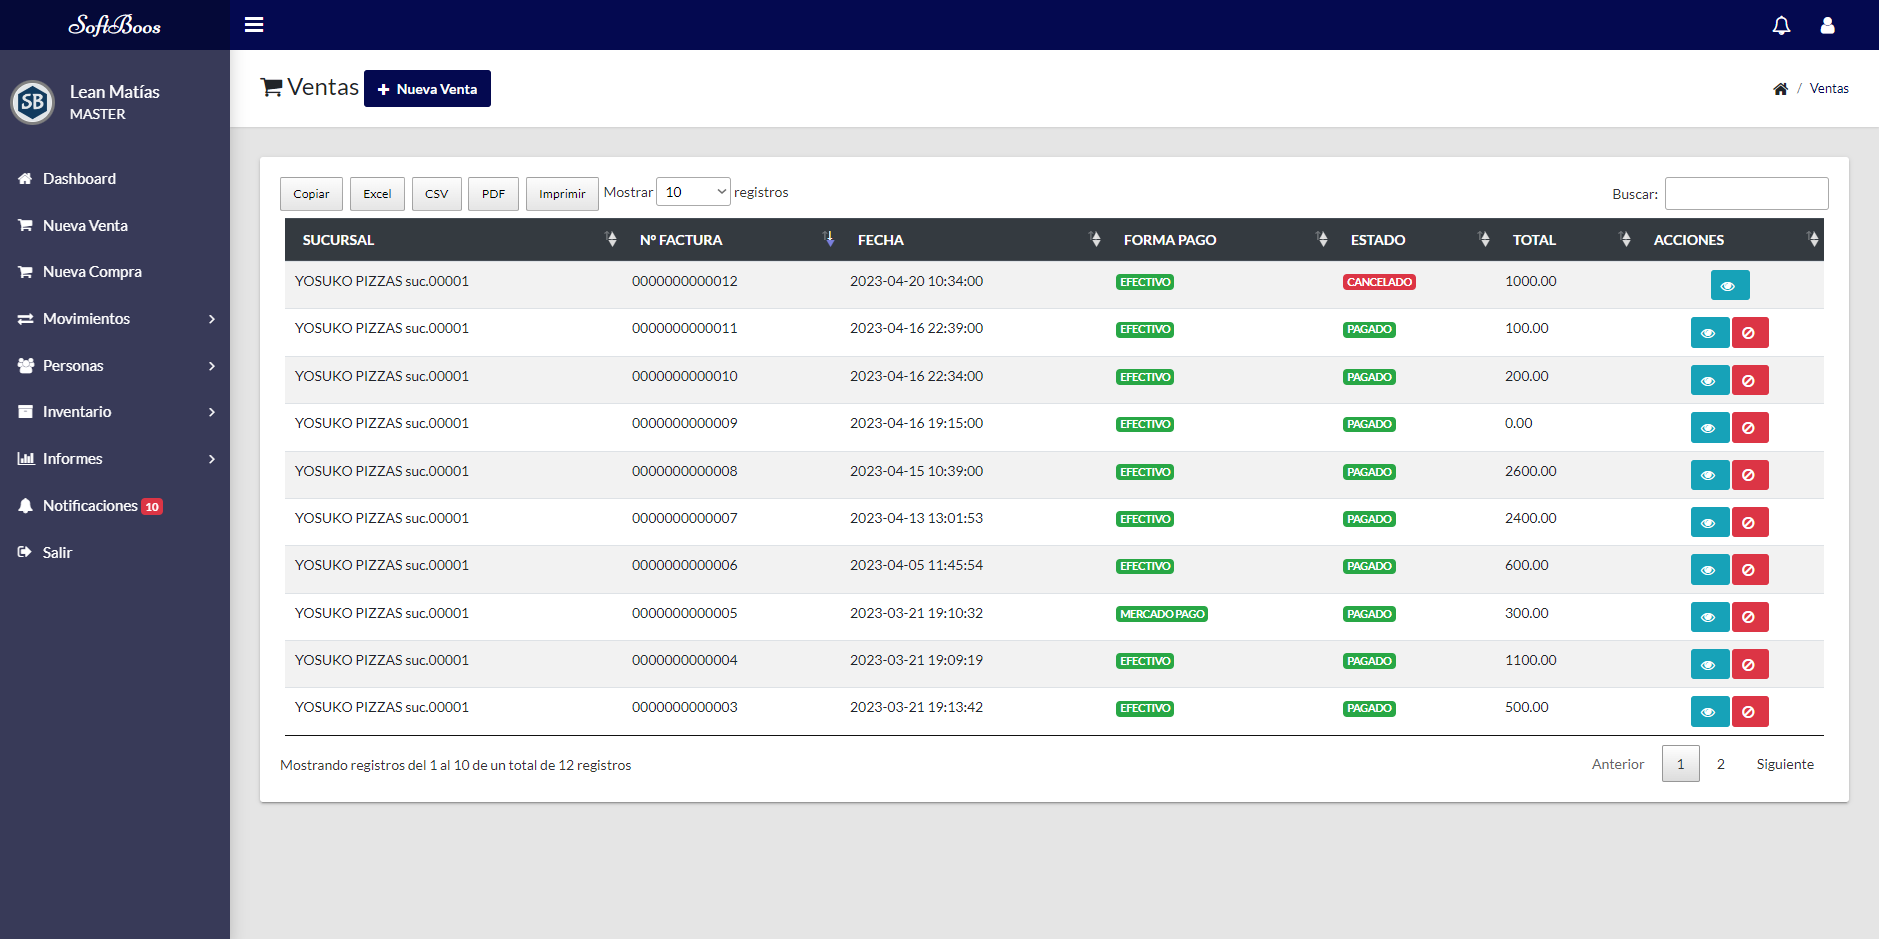 SoftBoos
Lean Matías
MASTER
Dashboard
Nueva Venta
Nueva Compra
Movimientos
Personas
Inventario
Informes
Notificaciones 10
Salir
Ventas + Nueva Venta
/ Ventas
Copiar Excel CSV PDF Imprimir Mostrar 10 registros Buscar:
SUCURSAL Nº FACTURA FECHA FORMA PAGO ESTADO TOTAL ACCIONES
YOSUKO PIZZAS suc.00001 0000000000012 2023-04-20 10:34:00 EFECTIVO CANCELADO 1000.00
YOSUKO PIZZAS suc.00001 0000000000011 2023-04-16 22:39:00 EFECTIVO PAGADO 100.00
YOSUKO PIZZAS suc.00001 0000000000010 2023-04-16 22:34:00 EFECTIVO PAGADO 200.00
YOSUKO PIZZAS suc.00001 0000000000009 2023-04-16 19:15:00 EFECTIVO PAGADO 0.00
YOSUKO PIZZAS suc.00001 0000000000008 2023-04-15 10:39:00 EFECTIVO PAGADO 2600.00
YOSUKO PIZZAS suc.00001 0000000000007 2023-04-13 13:01:53 EFECTIVO PAGADO 2400.00
YOSUKO PIZZAS suc.00001 0000000000006 2023-04-05 11:45:54 EFECTIVO PAGADO 600.00
YOSUKO PIZZAS suc.00001 0000000000005 2023-03-21 19:10:32 MERCADO PAGO PAGADO 300.00
YOSUKO PIZZAS suc.00001 0000000000004 2023-03-21 19:09:19 EFECTIVO PAGADO 1100.00
YOSUKO PIZZAS suc.00001 0000000000003 2023-03-21 19:13:42 EFECTIVO PAGADO 500.00
Mostrando registros del 1 al 10 de un total de 12 registros
Anterior 1 2 Siguiente
SB